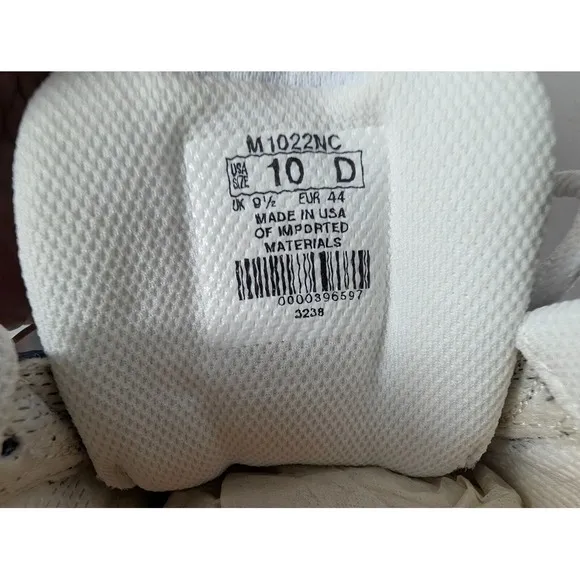 M1022NC
USA SIZE 10 D
UK 9½ EUR 44
MADE IN USA
OF IMPORTED
MATERIALS
0000396597
3238